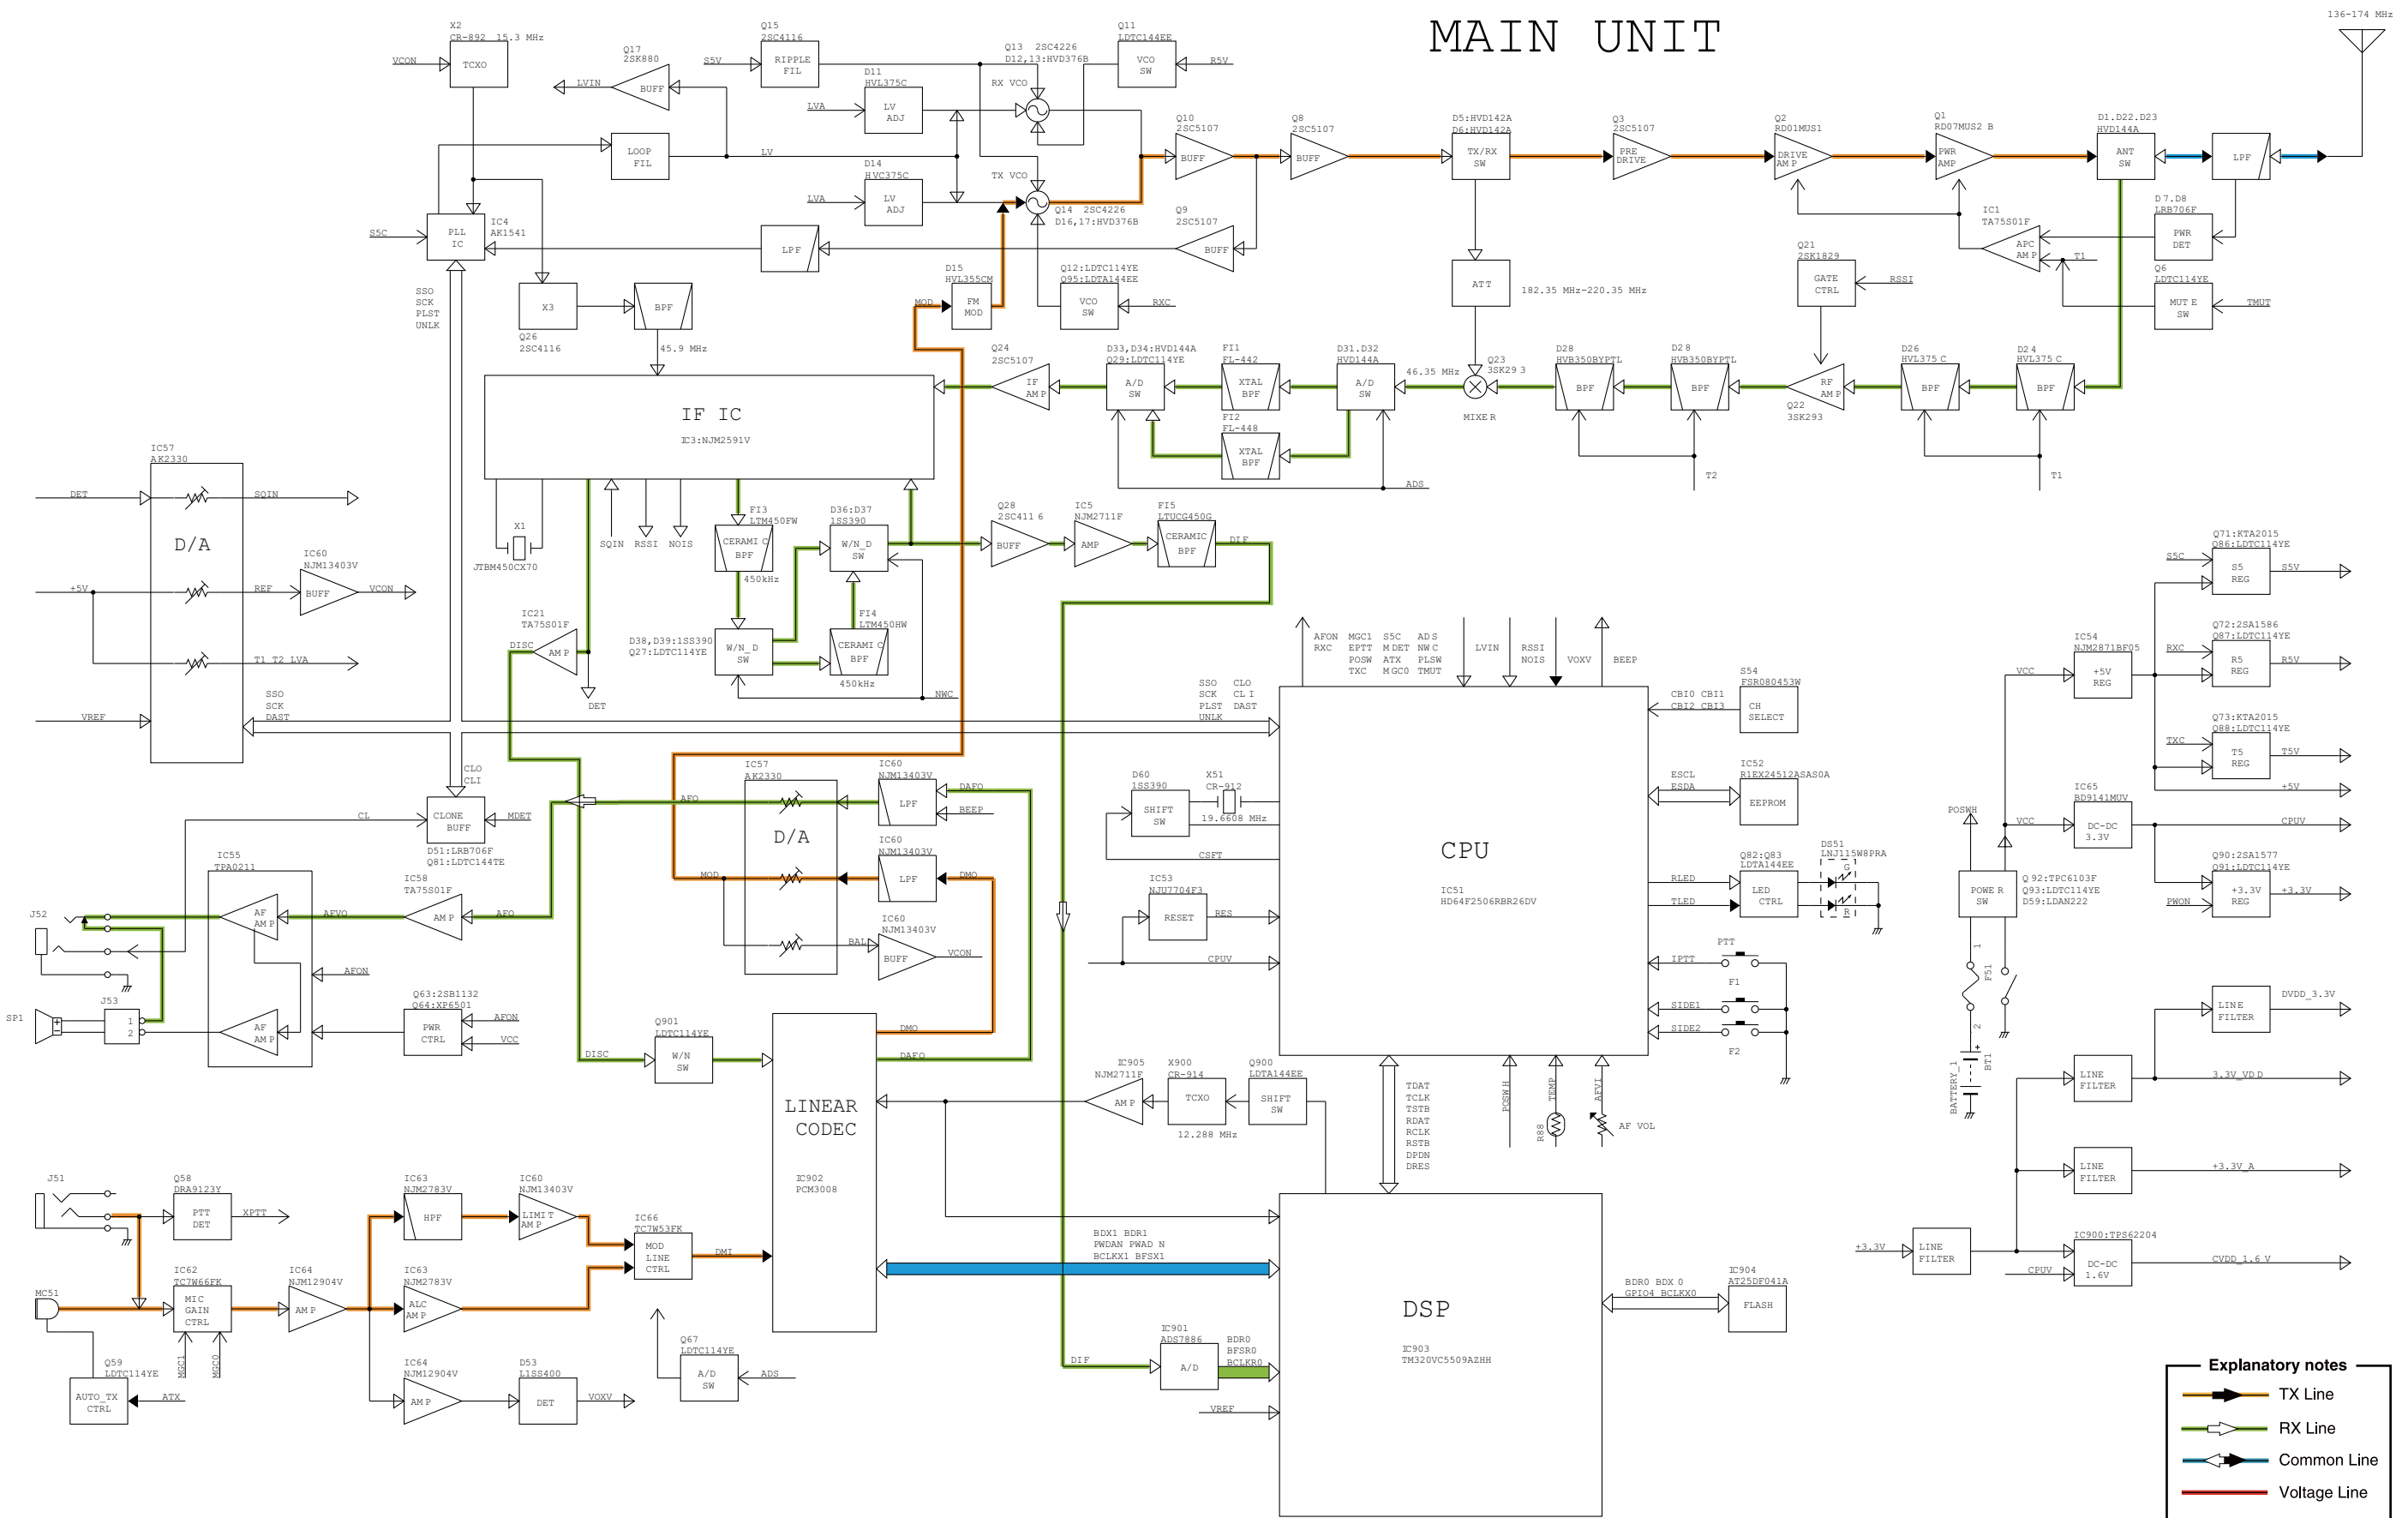 MAIN UNIT
136-174 MHz
X2
CR-892 15.3 MHz
VCON
TCXO
Q17
2SK880
LVIN
BUFF
Q15
2SC4116
S5V
RIPPLE
FIL
D11
HVL375C
LVA
LV
ADJ
Q13 2SC4226
D12,13:HVD376B
RX VCO
Q11
LDTC144EE
VCO
SW
R5V
LOOP
FIL
LV
D14
HVC375C
LVA
LV
ADJ
TX VCO
Q14 2SC4226
D16,17:HVD376B
Q10
2SC5107
BUFF
Q8
2SC5107
BUFF
D5:HVD142A
D6:HVD142A
TX/RX
SW
Q3
2SC5107
PRE
DRIVE
Q2
RD01MUS1
DRIVE
AMP
Q1
RD07MUS2 B
PWR
AMP
D1.D22.D23
HVD144A
ANT
SW
LPF
S5C
PLL
IC
IC4
AK1541
LPF
Q9
2SC5107
BUFF
IC1
TA75S01F
APC
AMP
T1
D7.D8
LRB706F
PWR
DET
Q6
LDTC114YE
MUTE
SW
TMUT
SSO
SCK
PLST
UNLK
X3
Q26
2SC4116
BPF
45.9 MHz
D15
HVL355CM
MOD
FM
MOD
Q12:LDTC114YE
Q95:LDTA144EE
VCO
SW
RXC
ATT
182.35 MHz-220.35 MHz
Q21
2SK1829
GATE
CTRL
RSSI
IF IC
IC3:NJM2591V
Q24
2SC5107
IF
AMP
D33,D34:HVD144A
Q29:LDTC114YE
A/D
SW
FI1
FL-442
XTAL
BPF
FI2
FL-448
XTAL
BPF
D31.D32
HVD144A
A/D
SW
46.35 MHz
Q23
3SK293
MIXER
D28
HVB350BYPTL
BPF
D28
HVB350BYPTL
BPF
RF
AMP
Q22
3SK293
D26
HVL375C
BPF
D24
HVL375C
BPF
ADS
T2
T1
IC57
AK2330
DET
SQIN
D/A
IC60
NJM13403V
+5V
REF
BUFF
VCON
T1 T2 LVA
VREF
SSO
SCK
DAST
X1
JTBM450CX70
SQIN
RSSI
NOIS
FI3
LTM450FW
CERAMIC
BPF
450kHz
D36:D37
1SS390
W/N_D
SW
Q28
2SC4116
BUFF
IC5
NJM2711F
AMP
FI5
LTUCG450G
CERAMIC
BPF
DIF
IC21
TA75S01F
DISC
AMP
DET
D38,D39:1SS390
Q27:LDTC114YE
W/N_D
SW
FI4
LTM450HW
CERAMIC
BPF
450kHz
NWC
AFON MGC1 S5C ADS
RXC EPTT MDET NWC
POSW ATX PLSW
TXC MGC0 TMUT
LVIN
RSSI
NOIS
VOXV
BEEP
SSO CLO
SCK CLI
PLST DAST
UNLK
CPU
IC51
HD64F2506RBR26DV
S54
FSR080453W
CBI0 CBI1
CBI2 CBI3
CH
SELECT
IC52
R1EX24512ASAS0A
ESCL
ESDA
EEPROM
Q82:Q83
LDTA144EE
RLED
TLED
LED
CTRL
DS51
LNJ115W8PRA
G
R
PTT
IPTT
F1
SIDE1
SIDE2
F2
Q71:KTA2015
Q86:LDTC114YE
S5C
S5
REG
S5V
IC54
NJM2871BF05
VCC
+5V
REG
Q72:2SA1586
Q87:LDTC114YE
RXC
R5
REG
R5V
Q73:KTA2015
Q88:LDTC114YE
TXC
T5
REG
T5V
+5V
IC65
BD9141MUV
VCC
DC-DC
3.3V
CPUV
POSWH
POWER
SW
Q92:TPC6103F
Q93:LDTC114YE
D59:LDAN222
Q90:2SA1577
Q91:LDTC114YE
+3.3V
REG
+3.3V
PWON
1
F51
2
BATTERY_1
BT1
LINE
FILTER
DVDD_3.3V
LINE
FILTER
3.3V_VDD
LINE
FILTER
+3.3V_A
+3.3V
LINE
FILTER
IC900:TPS62204
CPUV
DC-DC
1.6V
CVDD_1.6V
CLO
CLI
CL
CLONE
BUFF
MDET
D51:LRB706F
Q81:LDTC144TE
IC57
AK2330
AFO
D/A
MOD
BAL
IC60
NJM13403V
LPF
DAFO
BEEP
IC60
NJM13403V
LPF
DMO
IC60
NJM13403V
BUFF
VCON
D60
1SS390
SHIFT
SW
X51
CR-912
19.6608 MHz
CSFT
IC53
NJU7704F3
RESET
RES
CPUV
IC55
TPA0211
J52
AF
AMP
AFVO
IC58
TA75S01F
AMP
AFO
AFON
J53
1
2
SP1
AF
AMP
Q63:2SB1132
Q64:XP6501
PWR
CTRL
AFON
VCC
Q901
LDTC114YE
DISC
W/N
SW
DMO
DAFO
LINEAR
CODEC
IC902
PCM3008
IC905
NJM2711F
AMP
X900
CR-914
TCXO
12.288 MHz
Q900
LDTA144EE
SHIFT
SW
TDAT
TCLK
TSTB
RDAT
RCLK
RSTB
DPDN
DRES
POSWH
TEMP
R88
AFVI
AF VOL
J51
Q58
DRA9123Y
PTT
DET
XPTT
IC63
NJM2783V
HPF
IC60
NJM13403V
LIMIT
AMP
IC66
TC7W53FK
MOD
LINE
CTRL
DMI
BDX1 BDR1
PWDAN PWADN
BCLKX1 BFSX1
DSP
IC903
TM320VC5509AZHH
BDR0 BDX0
GPIO4 BCLKX0
IC904
AT25DF041A
FLASH
MC51
IC62
TC7W66FK
MIC
GAIN
CTRL
MGC1
MGC0
IC64
NJM12904V
AMP
IC63
NJM2783V
ALC
AMP
Q59
LDTC114YE
AUTO_TX
CTRL
ATX
IC64
NJM12904V
AMP
D53
L1SS400
DET
VOXV
Q67
LDTC114YE
A/D
SW
ADS
DIF
IC901
ADS7886
A/D
BDR0
BFSR0
BCLKR0
VREF
Explanatory notes
TX Line
RX Line
Common Line
Voltage Line